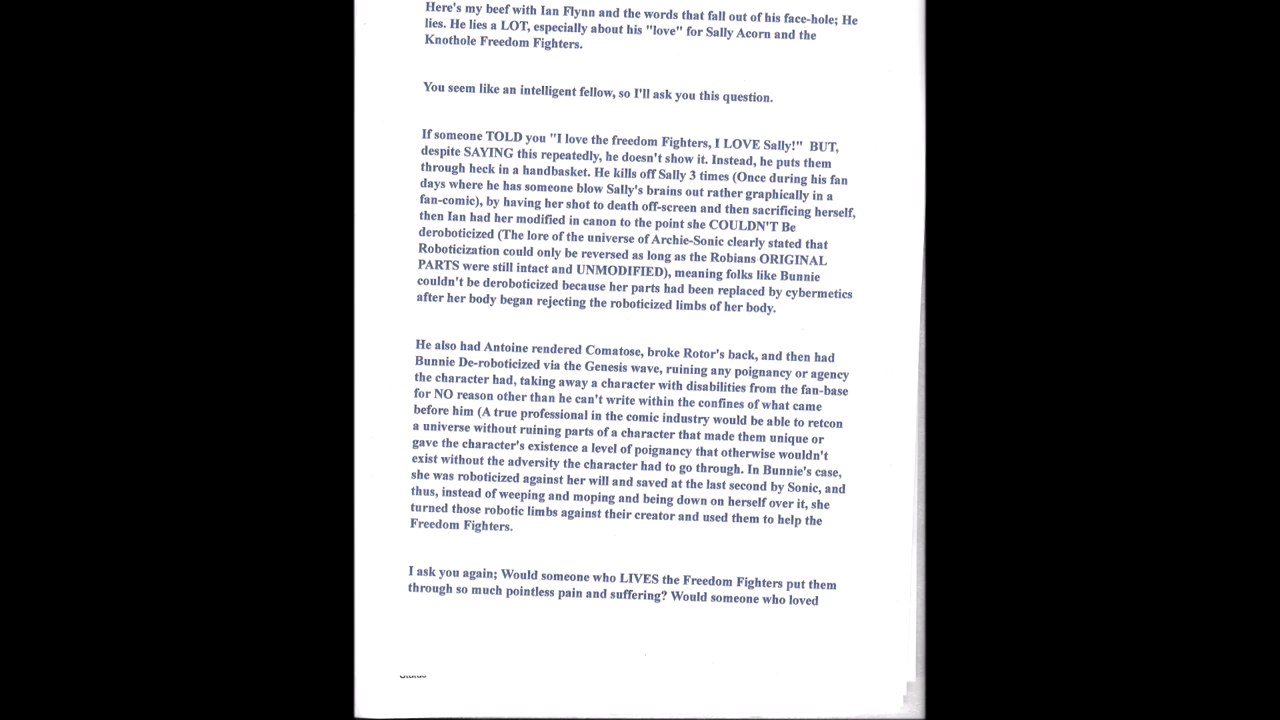 Here's my beef with Ian Flynn and the words that fall out of his face-hole; He
lies. He lies a LOT, especially about his "love" for Sally Acorn and the
Knothole Freedom Fighters.
You seem like an intelligent fellow, so I'll ask you this question.
If someone TOLD you "I love the freedom Fighters, I LOVE Sally!" BUT,
despite SAYING this repeatedly, he doesn't show it. Instead, he puts them
through heck in a handbasket. He kills off Sally 3 times (Once during his fan
days where he has someone blow Sally's brains out rather graphically in a
fan-comic), by having her shot to death off-screen and then sacrificing herself,
then Ian had her modified in canon to the point she COULDN'T Be
deroboticized (The lore of the universe of Archie-Sonic clearly stated that
Roboticization could only be reversed as long as the Robians ORIGINAL
PARTS were still intact and UNMODIFIED), meaning folks like Bunnie
couldn't be deroboticized because her parts had been replaced by cybermetics
after her body began rejecting the roboticized limbs of her body.
He also had Antoine rendered Comatose, broke Rotor's back, and then had
Bunnie De-roboticized via the Genesis wave, ruining any poignancy or agency
the character had, taking away a character with disabilities from the fan-base
for NO reason other than he can't write within the confines of what came
before him (A true professional in the comic industry would be able to retcon
a universe without ruining parts of a character that made them unique or
gave the character's existence a level of poignancy that otherwise wouldn't
exist without the adversity the character had to go through. In Bunnie's case,
she was roboticized against her will and saved at the last second by Sonic, and
thus, instead of weeping and moping and being down on herself over it, she
turned those robotic limbs against their creator and used them to help the
Freedom Fighters.
I ask you again; Would someone who LIVES the Freedom Fighters put them
through so much pointless pain and suffering? Would someone who loved